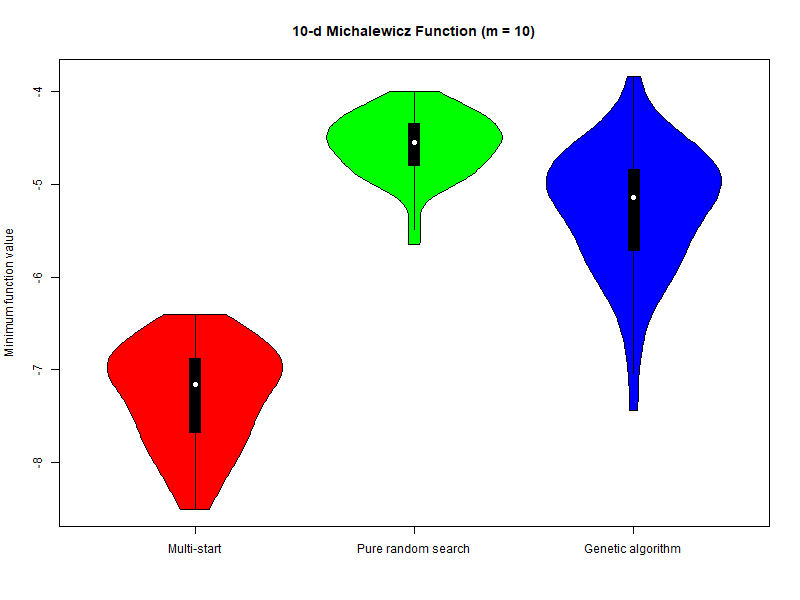 10-d Michalewicz Function (m = 10)
Minimum function value
-4
-5
-6
-7
-8
Multi-start
Pure random search
Genetic algorithm